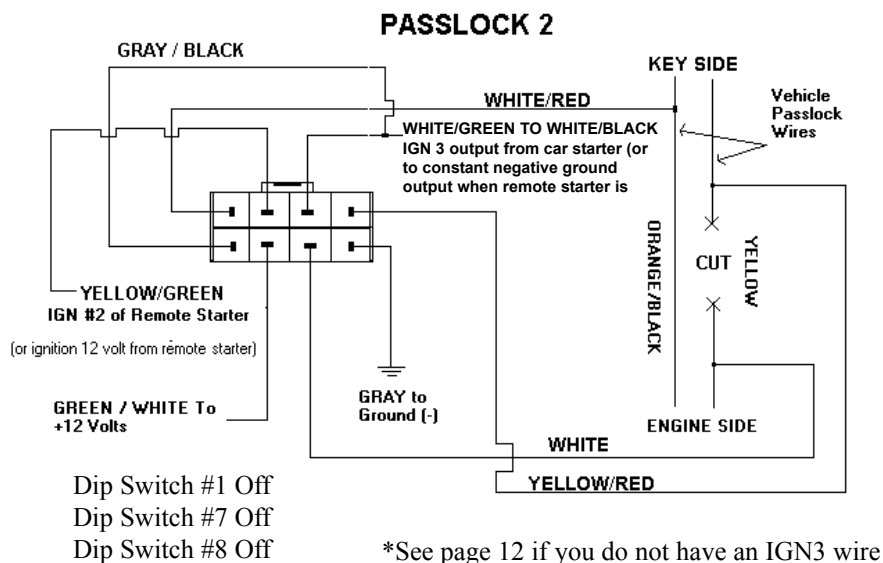 PASSLOCK 2
GRAY / BLACK
KEY SIDE
WHITE/RED
Vehicle
Passlock
Wires
WHITE/GREEN TO WHITE/BLACK
IGN 3 output from car starter (or
to constant negative ground
output when remote starter is
ORANGE/BLACK
CUT
YELLOW
YELLOW/GREEN
IGN #2 of Remote Starter
(or ignition 12 volt from remote starter)
GRAY to
Ground (-)
GREEN / WHITE To
+12 Volts
ENGINE SIDE
WHITE
YELLOW/RED
Dip Switch #1 Off
Dip Switch #7 Off
Dip Switch #8 Off
*See page 12 if you do not have an IGN3 wire